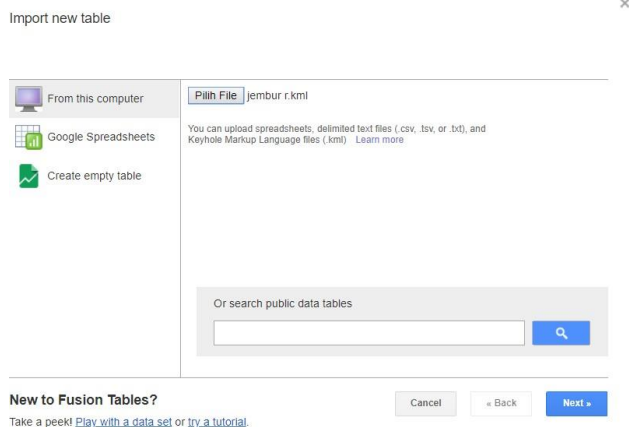 Import new table
From this computer
Google Spreadsheets
Create empty table
Pilih File jembur r.kml
You can upload spreadsheets, delimited text files (.csv, .tsv, or .txt), and
Keyhole Markup Language files (.kml) Learn more
Or search public data tables
New to Fusion Tables?
Take a peek! Play with a data set or try a tutorial.
Cancel
« Back
Next »